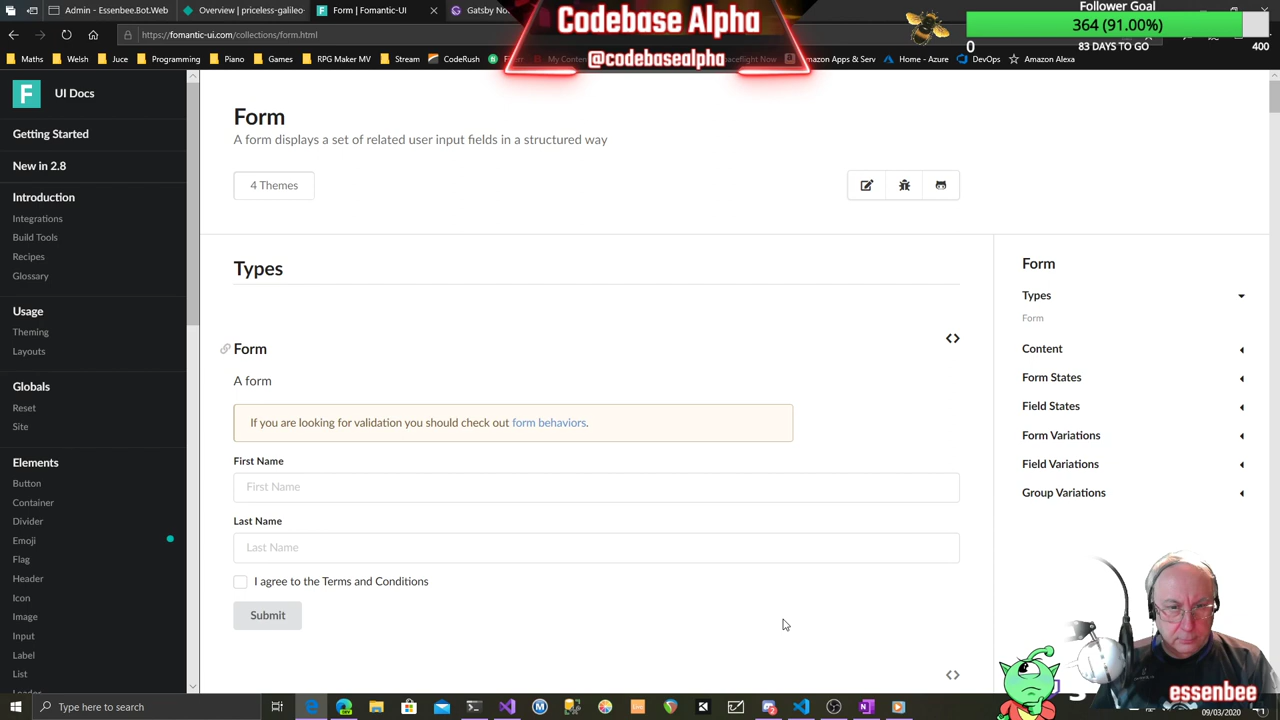 Admin - Essenbee.Bot.Web
Overview | priceless-galileo
Form | Fomantic-UI
Gatsby No
Codebase Alpha
@codebasealpha
Follower Goal
364 (91.00%)
0
83 DAYS TO GO
400
https://fomantic-ui.com/collections/form.html
Maths
Welsh
Juce
Programming
Piano
Games
RPG Maker MV
Stream
CodeRush
My Conten
aceflight Now
mazon Apps & Serv
Home - Azure
DevOps
Amazon Alexa
F
UI Docs
Getting Started
New in 2.8
Introduction
Integrations
Build Tools
Recipes
Glossary
Usage
Theming
Layouts
Globals
Reset
Site
Elements
Button
Container
Divider
Emoji
Flag
Header
Icon
Image
Input
Label
List
Form
A form displays a set of related user input fields in a structured way
4 Themes
Types
Form
A form
If you are looking for validation you should check out form behaviors.
First Name
First Name
Last Name
Last Name
I agree to the Terms and Conditions
Submit
Form
Types
Form
Content
Form States
Field States
Form Variations
Field Variations
Group Variations
essenbee
Type here to search
09/03/2020